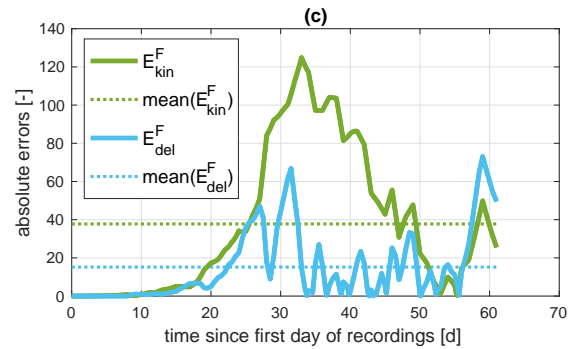 (c)
absolute errors [-]
140
120
100
80
60
40
20
0
E^F_kin
mean(E^F_kin)
E^F_del
mean(E^F_del)
0 10 20 30 40 50 60 70
time since first day of recordings [d]